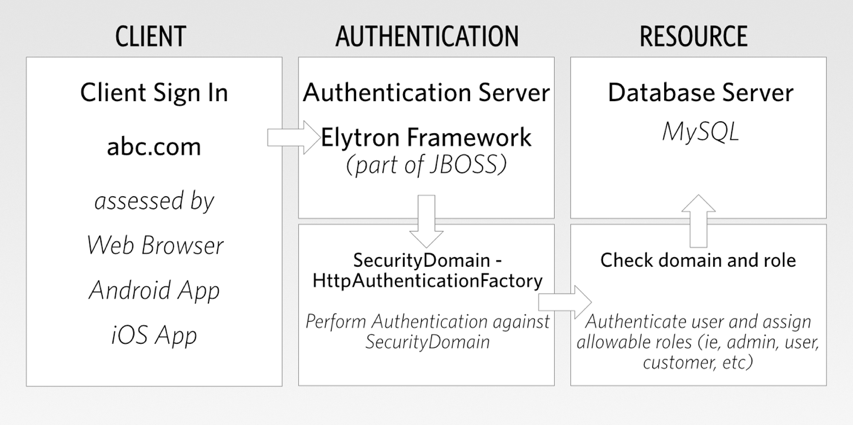 CLIENT
Client Sign In
abc.com
assessed by
Web Browser
Android App
iOS App
AUTHENTICATION
Authentication Server
Elytron Framework
(part of JBOSS)
SecurityDomain -
HttpAuthenticationFactory
Perform Authentication against
SecurityDomain
RESOURCE
Database Server
MySQL
Check domain and role
Authenticate user and assign
allowable roles (ie, admin, user,
customer, etc)